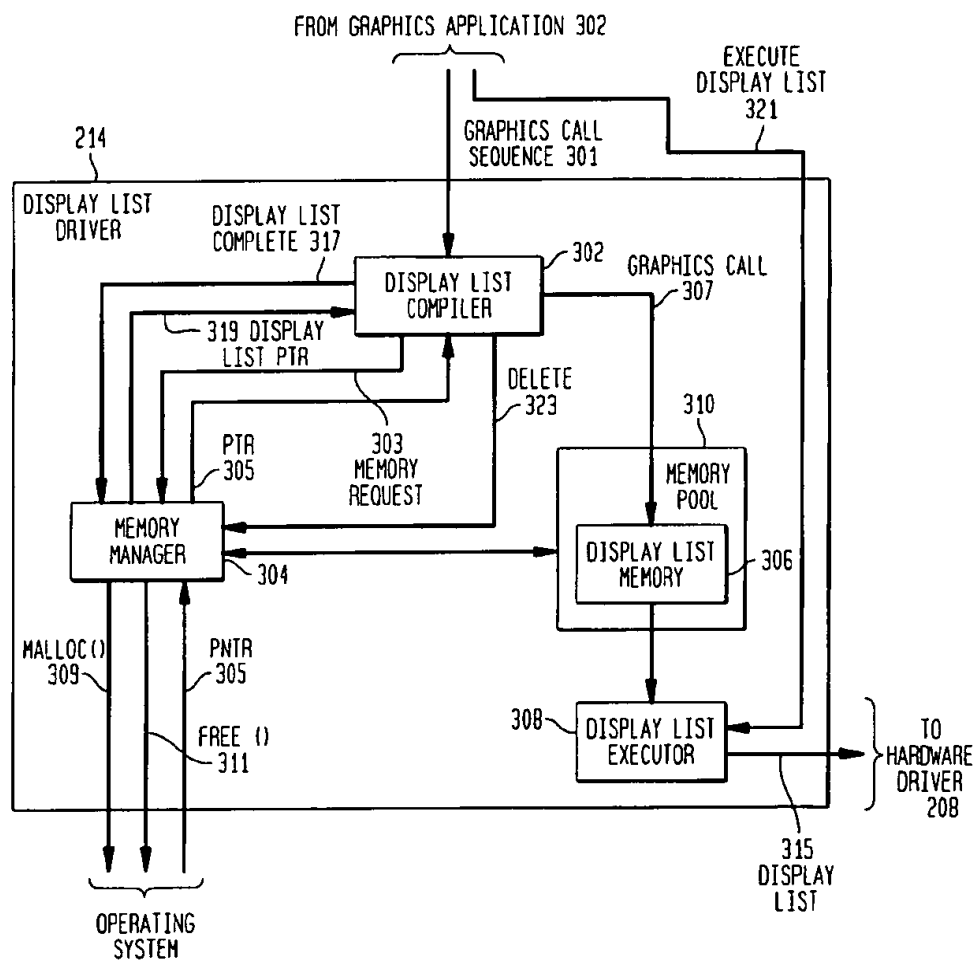 FROM GRAPHICS APPLICATION 302
EXECUTE
DISPLAY LIST
321
GRAPHICS CALL
SEQUENCE 301
214
DISPLAY LIST
DRIVER
DISPLAY LIST
COMPLETE 317
302
DISPLAY LIST
COMPILER
GRAPHICS CALL
307
319 DISPLAY
LIST PTR
DELETE
323
310
PTR
305
303
MEMORY
REQUEST
MEMORY
POOL
MEMORY
MANAGER
304
DISPLAY LIST
MEMORY
306
MALLOC()
309
PNTR
305
FREE ()
311
308
DISPLAY LIST
EXECUTOR
TO
HARDWARE
DRIVER
208
315
DISPLAY
LIST
OPERATING
SYSTEM